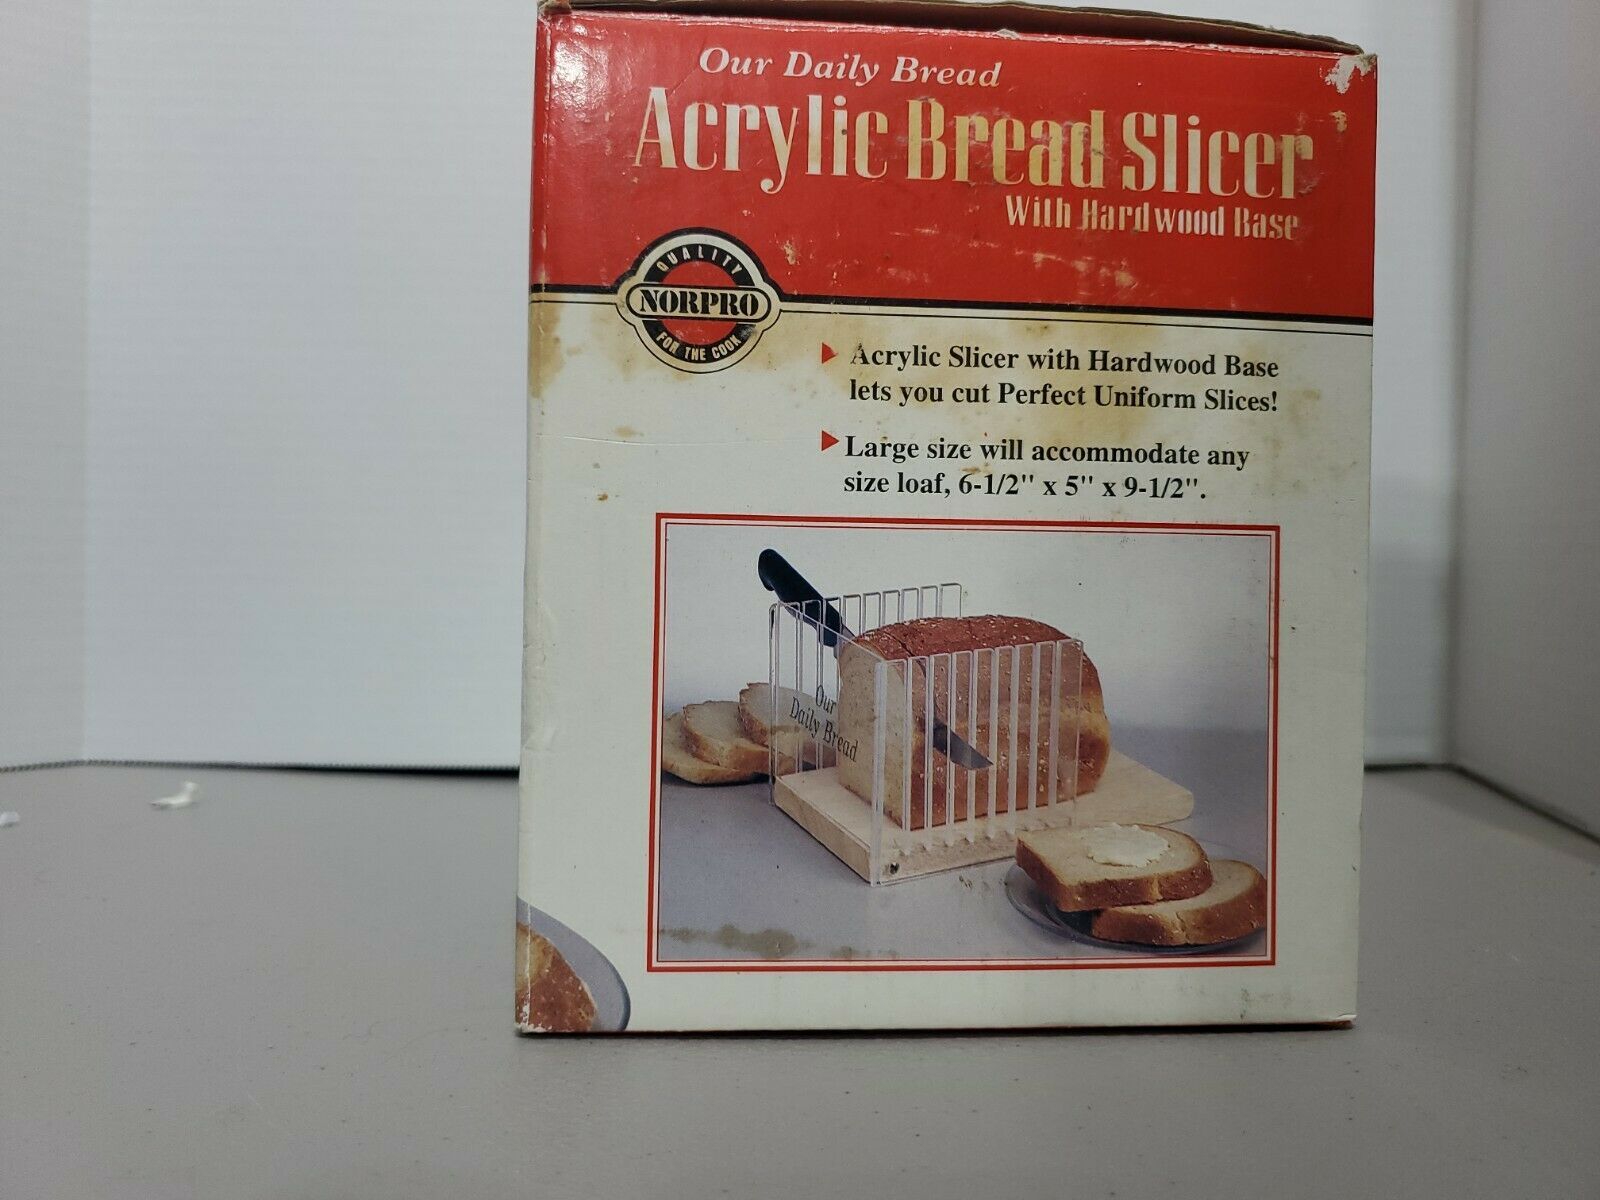 Our Daily Bread
Acrylic Bread Slicer
With Hardwood Base
QUALITY
NORPRO
FOR THE COOK
Acrylic Slicer with Hardwood Base
lets you cut Perfect Uniform Slices!
Large size will accommodate any
size loaf, 6-1/2" x 5" x 9-1/2".
Our
Daily Bread